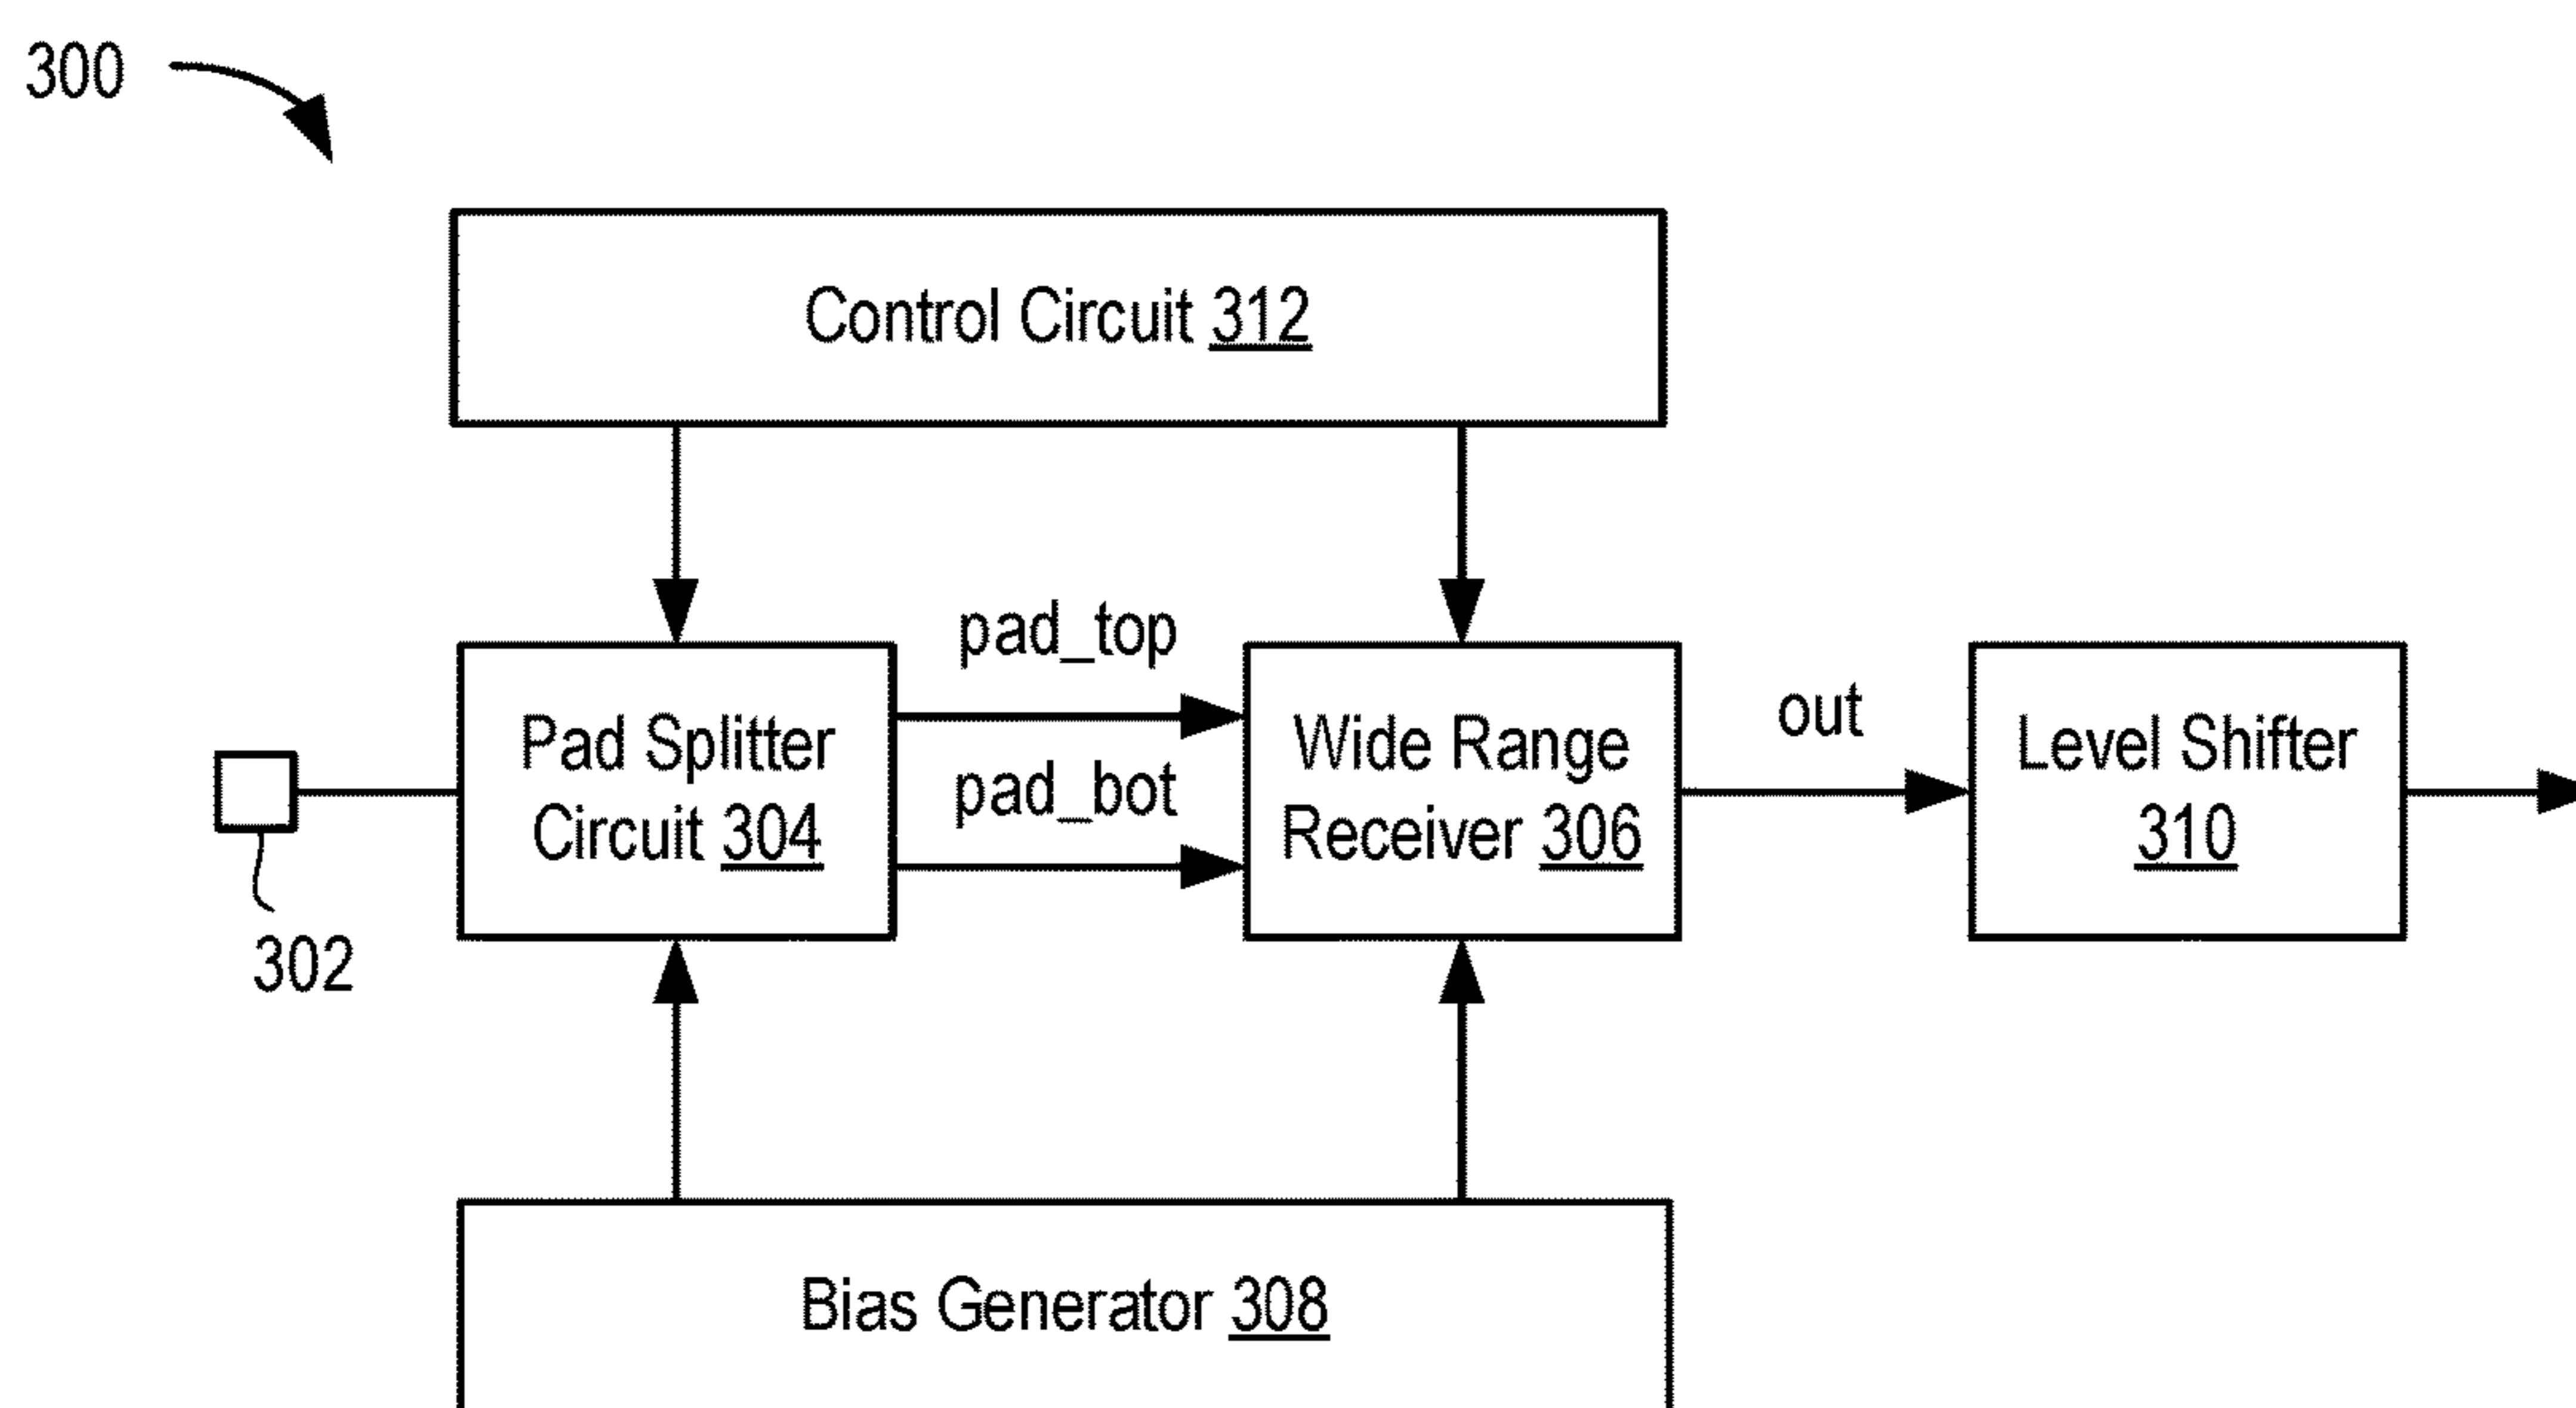 300
Control Circuit 312
pad_top
Pad Splitter
Circuit 304
pad_bot
Wide Range
Receiver 306
out
Level Shifter
310
302
Bias Generator 308